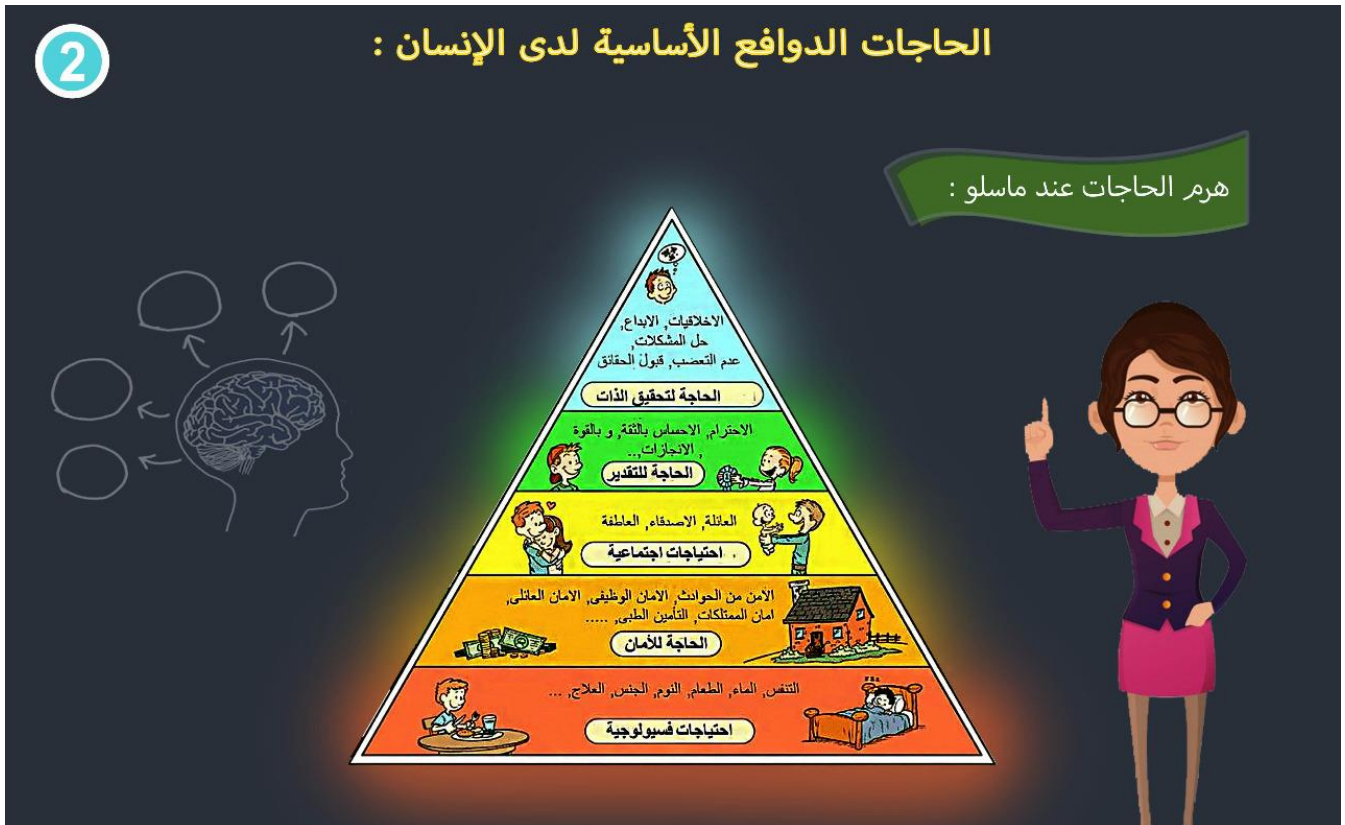 2
الحاجات الدوافع الأساسية لدى الإنسان :
هرم الحاجات عند ماسلو :
الاخلاقيات, الابداع,
حل المشكلات,
عدم التعصب, قبول الحقائق
الحاجة لتحقيق الذات
الاحترام, الاحساس بالثقة, و بالقوة
, الانجازات,..
الحاجة للتقدير
العائلة, الاصدقاء, العاطفة
احتياجات اجتماعية
الأمن من الحوادث, الامان الوظيفى, الامان العائلى,
امان الممتلكات, التأمين الطبى, .....
الحاجة للأمان
التنفس, الماء, الطعام, النوم, الجنس, العلاج, ...
احتياجات فسيولوجية